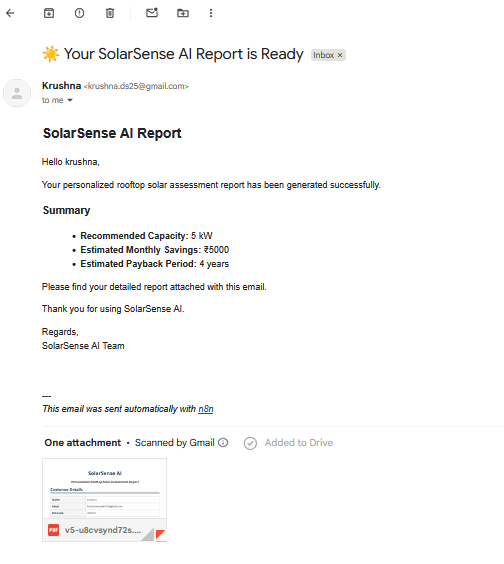 Your SolarSense AI Report is Ready Inbox ×
Krushna <krushna.ds25@gmail.com>
to me
SolarSense AI Report
Hello krushna,
Your personalized rooftop solar assessment report has been generated successfully.
Summary
• Recommended Capacity: 5 kW
• Estimated Monthly Savings: ₹5000
• Estimated Payback Period: 4 years
Please find your detailed report attached with this email.
Thank you for using SolarSense AI.
Regards,
SolarSense AI Team
---
This email was sent automatically with n8n
One attachment • Scanned by Gmail
Added to Drive
SolarSense AI
Personalized Rooftop Solar Assessment Report
Customer Details
PDF
v5-u8cvsynd72s....